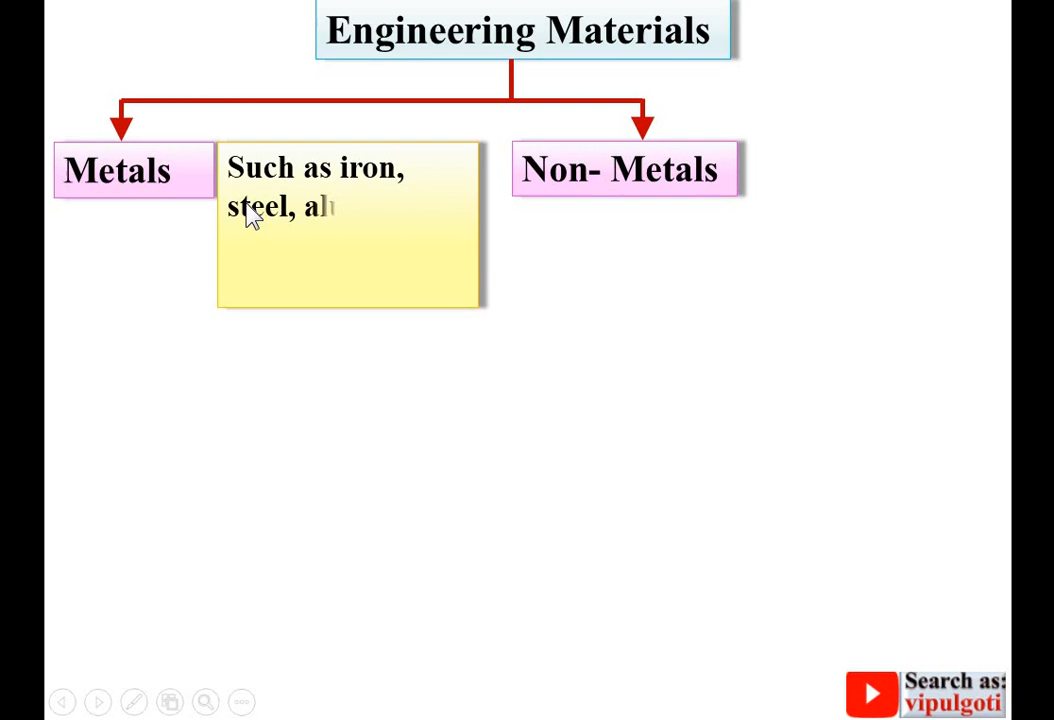 Engineering Materials
Metals
Such as iron,
steel,
Non- Metals
Search as:
vipulgoti